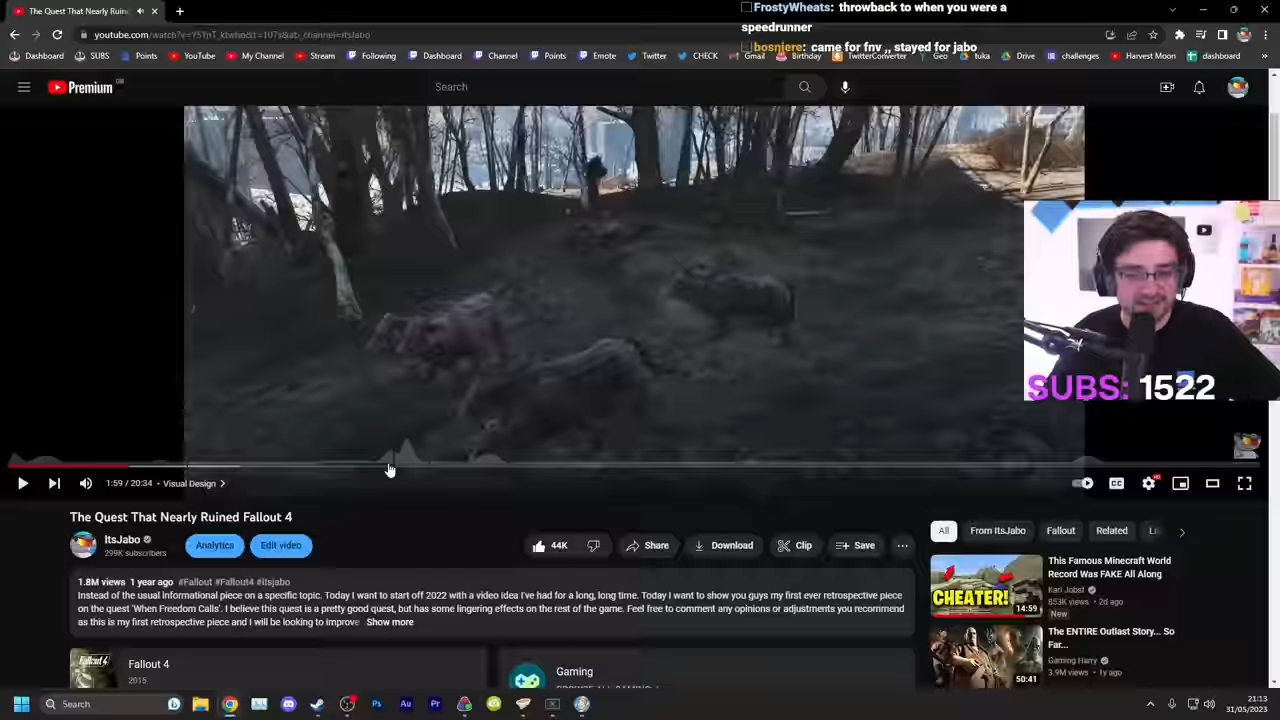 The Quest That Nearly Ruined Fallout 4
FrostyWheats: throwback to when you were a
speedrunner
bosniere: came for fnv ,, stayed for jabo
Dashboard
Points
YouTube
My Channel
Stream
Following
Dashboard
Channel
Points
Emote
Twitter
CHECK
Gmail
Birthday
TwitterConverter
Geo
tuka
Drive
challenges
Harvest Moon
dashboard
Premium
GB
Search
SUBS: 1522
1:59 / 20:34 • Visual Design
The Quest That Nearly Ruined Fallout 4
ItsJabo
299K subscribers
Analytics
Edit video
44K
Share
Download
Clip
Save
All
From ItsJabo
Fallout
Related
1.8M views 1 year ago #Fallout #Fallout4 #itsjabo
Instead of the usual informational piece on a specific topic. Today I want to start off 2022 with a video idea I've had for a long, long time. Today I want to show you guys my first ever retrospective piece
on the quest 'When Freedom Calls'. I believe this quest is a pretty good quest, but has some lingering effects on the rest of the game. Feel free to comment any opinions or adjustments you recommend
as this is my first retrospective piece and I will be looking to improve Show more
Fallout 4
2015
Gaming
CHEATER!
14:59
This Famous Minecraft World
Record Was FAKE All Along
Karl Jobst
853K views • 2d ago
New
50:41
The ENTIRE Outlast Story... So
Far...
Gaming Harry
3.9M views • 1y ago
Search
21:13
31/05/2023